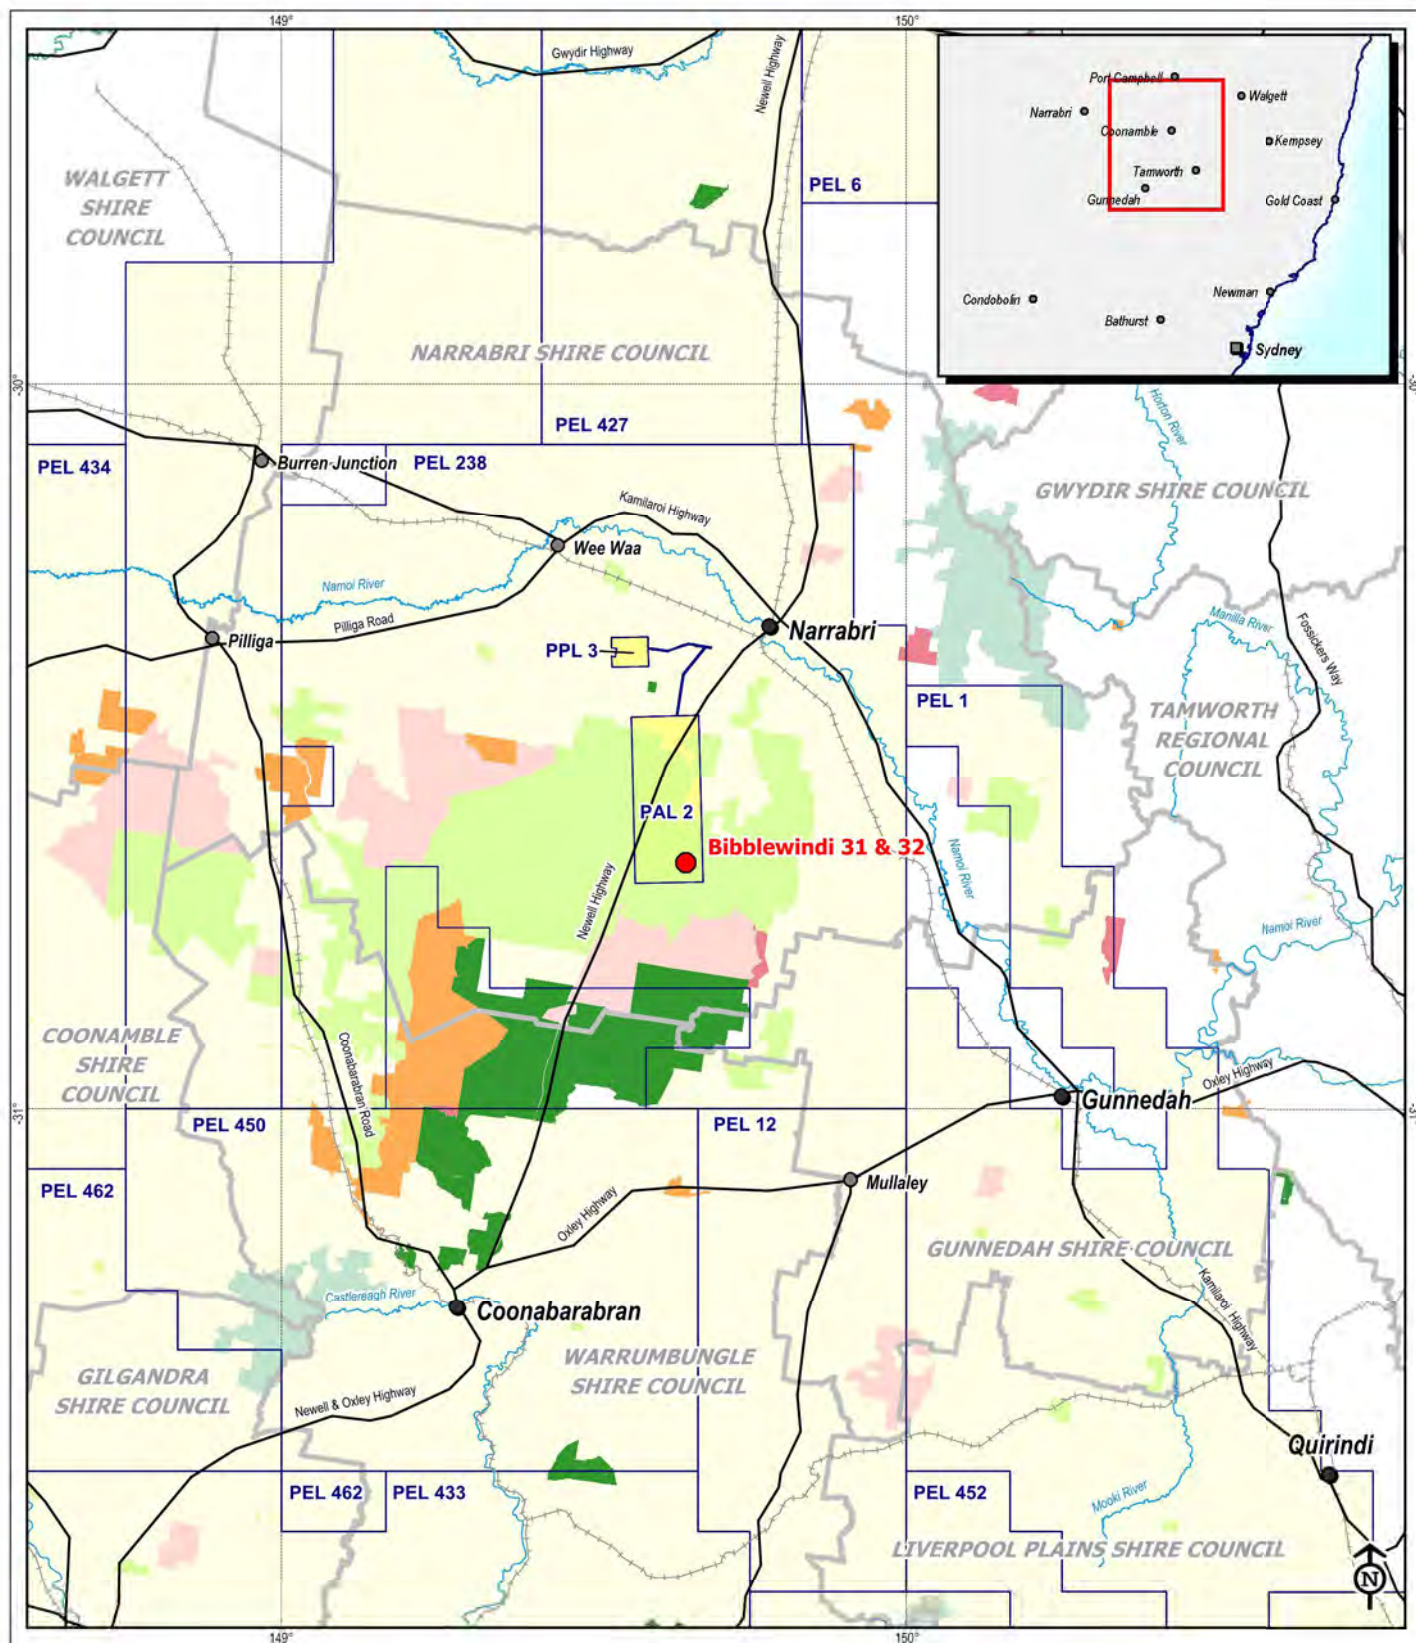 149°
150°
Gwydir Highway
Newell Highway
Port Campbell
Walgett
Narrabri
Coonamble
Kempsey
Tamworth
Gunnedah
Gold Coast
Condobolin
Newman
Bathurst
Sydney
WALGETT
SHIRE
COUNCIL
PEL 6
NARRABRI SHIRE COUNCIL
-30°
-30°
Horton River
PEL 427
PEL 434
Burren Junction
PEL 238
Kamilaroi Highway
GWYDIR SHIRE COUNCIL
Wee Waa
Namoi River
Pilliga Road
Pilliga
Narrabri
PPL 3
Manilla River
Fossickers Way
PEL 1
TAMWORTH
REGIONAL
COUNCIL
PAL 2
Bibblewindi 31 & 32
Namoi River
Newell Highway
Namoi River
COONAMBLE
SHIRE
COUNCIL
Coonabarabran Road
Oxley Highway
-31°
-31°
Gunnedah
PEL 450
PEL 12
PEL 462
Mullaley
Oxley Highway
GUNNEDAH SHIRE COUNCIL
Castlereagh River
Coonabarabran
Kamilaroi Highway
WARRUMBUNGLE
SHIRE COUNCIL
GILGANDRA
SHIRE COUNCIL
Newell & Oxley Highway
Quirindi
PEL 462
PEL 433
PEL 452
Mooki River
LIVERPOOL PLAINS SHIRE COUNCIL
N
149°
150°